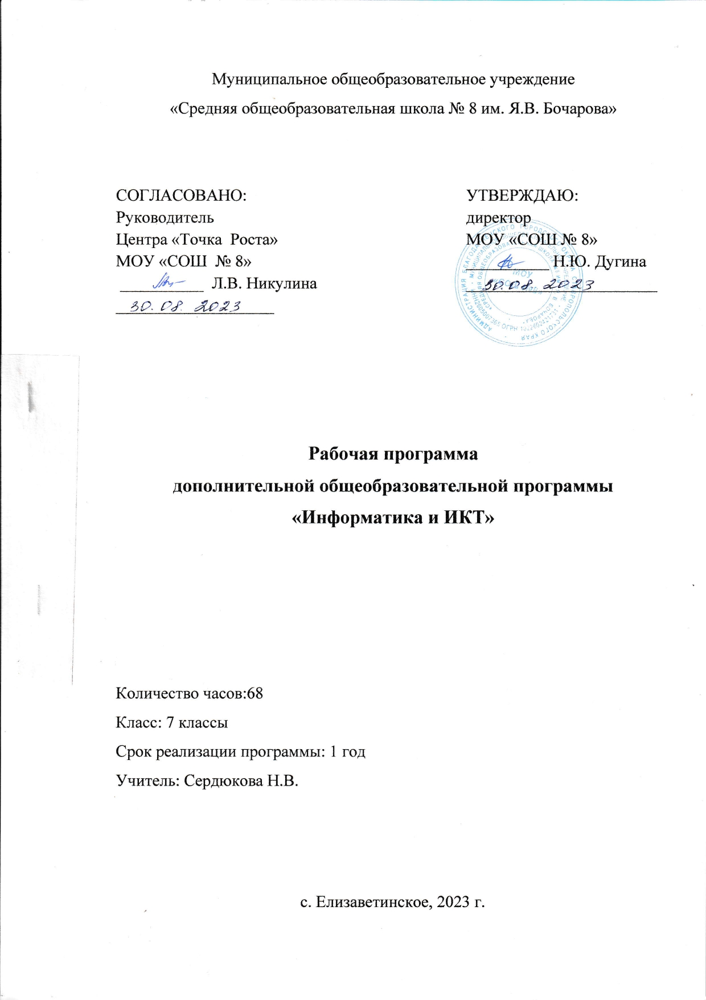 Муниципальное общеобразовательное учреждение
«Средняя общеобразовательная школа № 8 им. Я.В. Бочарова»
СОГЛАСОВАНО:
Руководитель
Центра «Точка Роста»
МОУ «СОШ № 8»
__________ Л.В. Никулина
30.08.2023
УТВЕРЖДАЮ:
директор
МОУ «СОШ № 8»
__________ Н.Ю. Дугина
30.08.2023
Рабочая программа
дополнительной общеобразовательной программы
«Информатика и ИКТ»
Количество часов:68
Класс: 7 классы
Срок реализации программы: 1 год
Учитель: Сердюкова Н.В.
с. Елизаветинское, 2023 г.